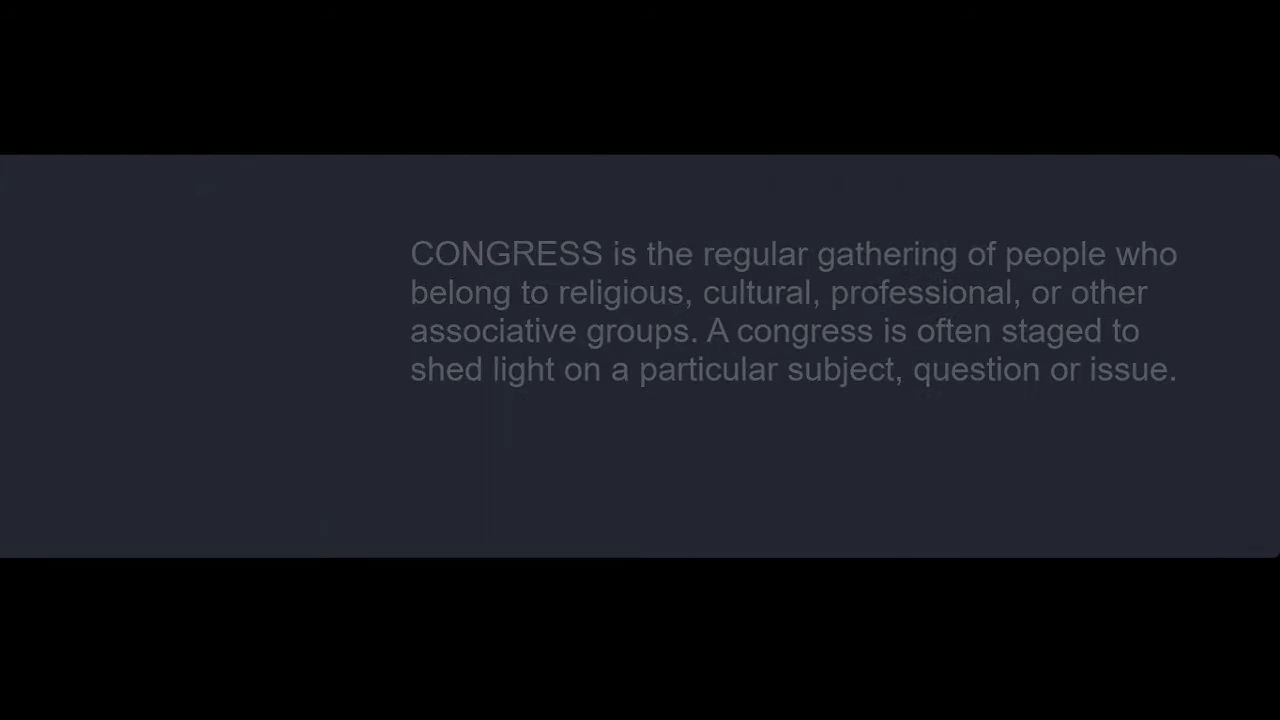 CONGRESS is the regular gathering of people who
belong to religious, cultural, professional, or other
associative groups. A congress is often staged to
shed light on a particular subject, question or issue.